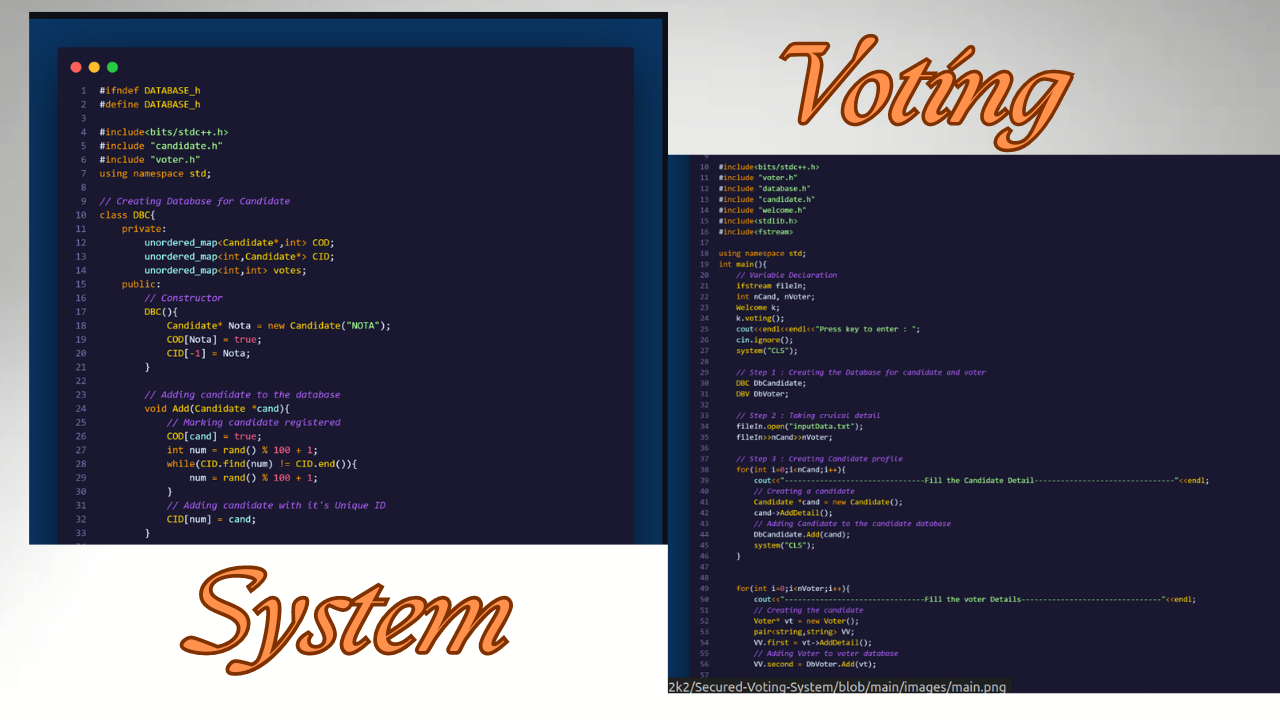 Voting
1 #ifndef DATABASE_h
2 #define DATABASE_h
3
4 #include<bits/stdc++.h>
5 #include "candidate.h"
6 #include "voter.h"
7 using namespace std;
8
9 // Creating Database for Candidate
10 class DBC{
11 private:
12 unordered_map<Candidate*,int> COD;
13 unordered_map<int,Candidate*> CID;
14 unordered_map<int,int> votes;
15 public:
16 // Constructor
17 DBC(){
18 Candidate* Nota = new Candidate("NOTA");
19 COD[Nota] = true;
20 CID[-1] = Nota;
21 }
22
23 // Adding candidate to the database
24 void Add(Candidate *cand){
25 // Marking candidate registered
26 COD[cand] = true;
27 int num = rand() % 100 + 1;
28 while(CID.find(num) != CID.end()){
29 num = rand() % 100 + 1;
30 }
31 // Adding candidate with it's Unique ID
32 CID[num] = cand;
33 }
System
9
10 #include<bits/stdc++.h>
11 #include "voter.h"
12 #include "database.h"
13 #include "candidate.h"
14 #include "welcome.h"
15 #include<stdlib.h>
16 #include<fstream>
17
18 using namespace std;
19 int main(){
20 // Variable Declaration
21 ifstream fileIn;
22 int nCand, nVoter;
23 Welcome k;
24 k.voting();
25 cout<<endl<<endl<<"Press key to enter : ";
26 cin.ignore();
27 system("CLS");
28
29 // Step 1 : Creating the Database for candidate and voter
30 DBC DbCandidate;
31 DBV DbVoter;
32
33 // Step 2 : Taking cruical detail
34 fileIn.open("inputData.txt");
35 fileIn>>nCand>>nVoter;
36
37 // Step 3 : Creating Candidate profile
38 for(int i=0;i<nCand;i++){
39 cout<<"--------------------------------Fill the Candidate Detail--------------------------------"<<endl;
40 // Creating a candidate
41 Candidate *cand = new Candidate();
42 cand->AddDetail();
43 // Adding Candidate to the candidate database
44 DbCandidate.Add(cand);
45 system("CLS");
46 }
47
48
49 for(int i=0;i<nVoter;i++){
50 cout<<"--------------------------------Fill the voter Details--------------------------------"<<endl;
51 // Creating the candidate
52 Voter* vt = new Voter();
53 pair<string,string> VV;
54 VV.first = vt->AddDetail();
55 // Adding Voter to voter database
56 VV.second = DbVoter.Add(vt);
57
2k2/Secured-Voting-System/blob/main/images/main.png